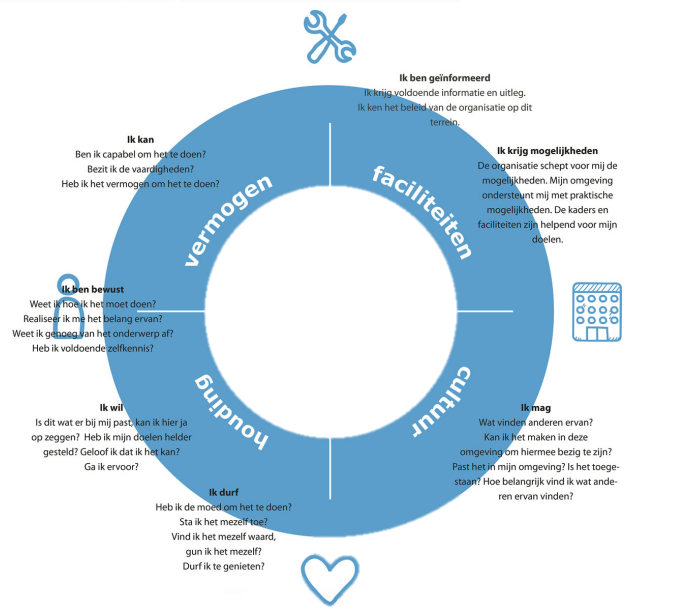 Ik ben geïnformeerd
Ik krijg voldoende informatie en uitleg.
Ik ken het beleid van de organisatie op dit
terrein.
Ik kan
Ben ik capabel om het te doen?
Bezit ik de vaardigheden?
Heb ik het vermogen om het te doen?
Ik krijg mogelijkheden
De organisatie schept voor mij de
mogelijkheden. Mijn omgeving
ondersteunt mij met praktische
mogelijkheden. De kaders en
faciliteiten zijn helpend voor mijn
doelen.
vermogen
faciliteiten
Ik ben bewust
Weet ik hoe ik het moet doen?
Realiseer ik me het belang ervan?
Weet ik genoeg van het onderwerp af?
Heb ik voldoende zelfkennis?
houding
cultuur
Ik wil
Is dit wat er bij mij past, kan ik hier ja
op zeggen? Heb ik mijn doelen helder
gesteld? Geloof ik dat ik het kan?
Ga ik ervoor?
Ik mag
Wat vinden anderen ervan?
Kan ik het maken in deze
omgeving om hiermee bezig te zijn?
Past het in mijn omgeving? Is het toege-
staan? Hoe belangrijk vind ik wat ande-
ren ervan vinden?
Ik durf
Heb ik de moed om het te doen?
Sta ik het mezelf toe?
Vind ik het mezelf waard,
gun ik het mezelf?
Durf ik te genieten?